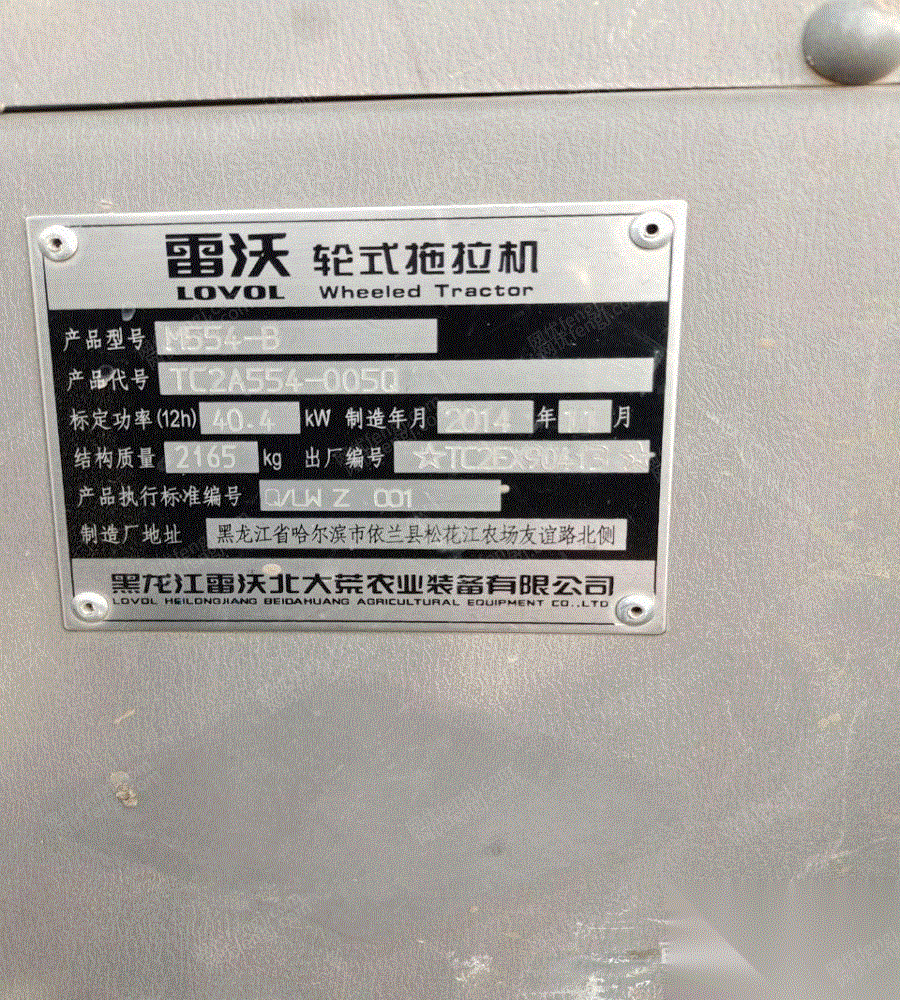 雷沃 轮式拖拉机
LOVOL Wheeled Tractor
产品型号 M554-B
产品代号 TC2A554-005Q
标定功率(12h) 40.4 kW 制造年月 2014 年 11 月
结构质量 2165 kg 出厂编号
产品执行标准编号 Q/LW Z 001
制造厂地址 黑龙江省哈尔滨市依兰县松花江农场友谊路北侧
黑龙江雷沃北大荒农业装备有限公司
LOVOL HEILONGJIANG BEIDAHUANG AGRICULTURAL EQUIPMENT CO.,LTD